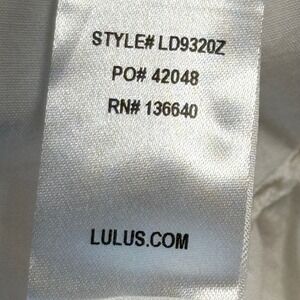 STYLE# LD9320Z
PO# 42048
RN# 136640
LULUS.COM